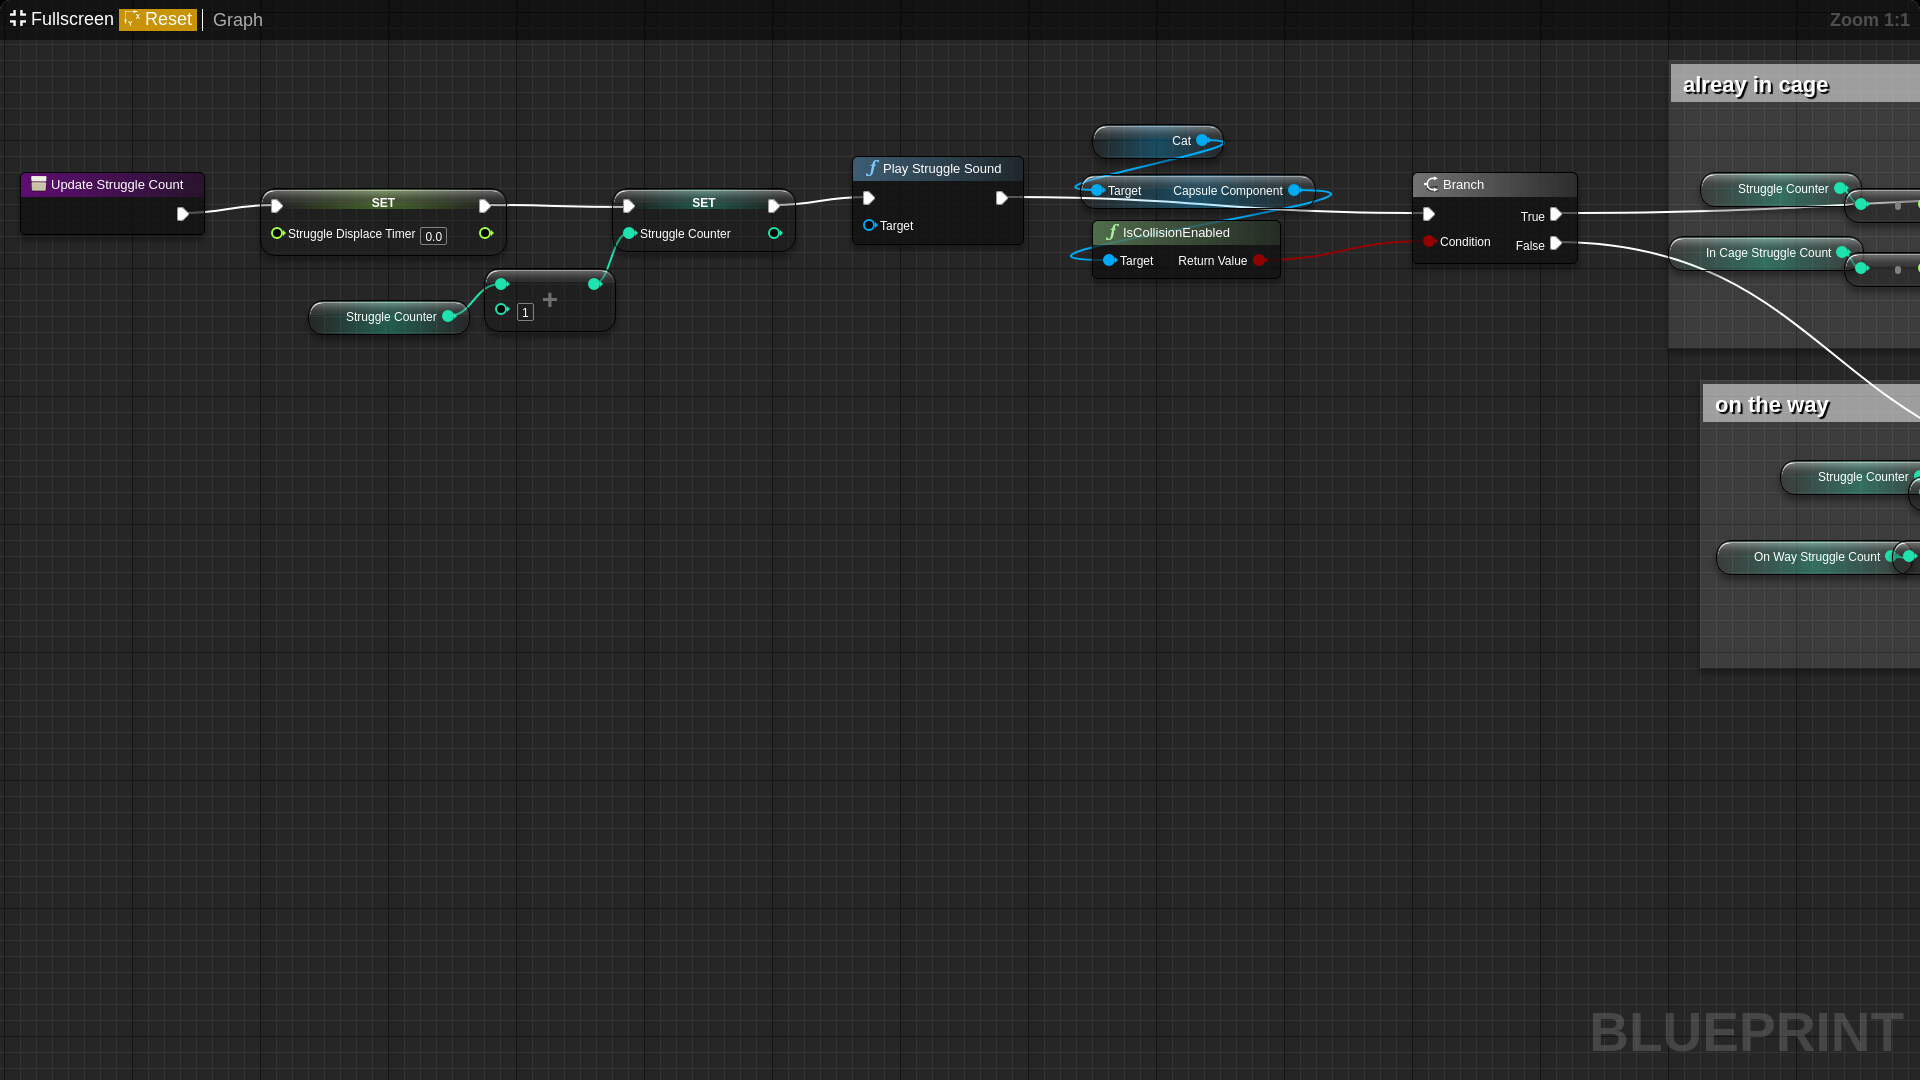 Fullscreen Reset Graph
Zoom 1:1
alreay in cage
Cat
Update Struggle Count
SET
Struggle Displace Timer 0.0
SET
Struggle Counter
Play Struggle Sound
Target
Target Capsule Component
IsCollisionEnabled
Target Return Value
Branch
True
Condition
False
Struggle Counter
In Cage Struggle Count
Struggle Counter
+
1
on the way
Struggle Counter
On Way Struggle Count
BLUEPRINT